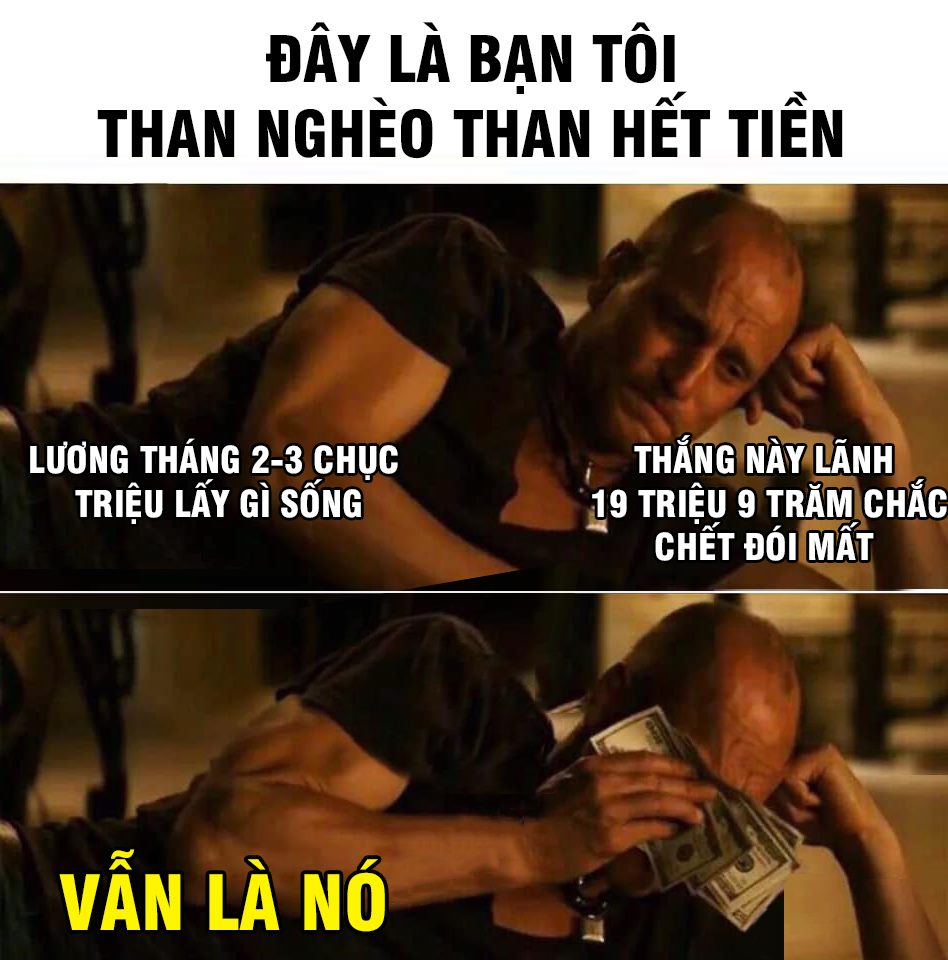 ĐÂY LÀ BẠN TÔI
THAN NGHÈO THAN HẾT TIỀN
LƯƠNG THÁNG 2-3 CHỤC
TRIỆU LẤY GÌ SỐNG
THẮNG NÀY LÃNH
19 TRIỆU 9 TRĂM CHẮC
CHẾT ĐÓI MẤT
VẪN LÀ NÓ